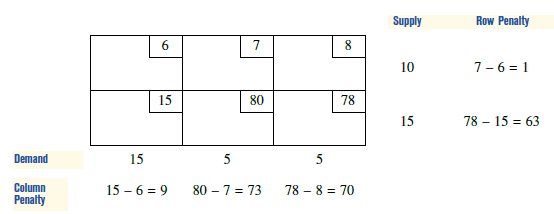 Supply Row Penalty
6 7 8
10 7 – 6 = 1
15 80 78
15 78 – 15 = 63
Demand 15 5 5
Column
Penalty 15 – 6 = 9 80 – 7 = 73 78 – 8 = 70